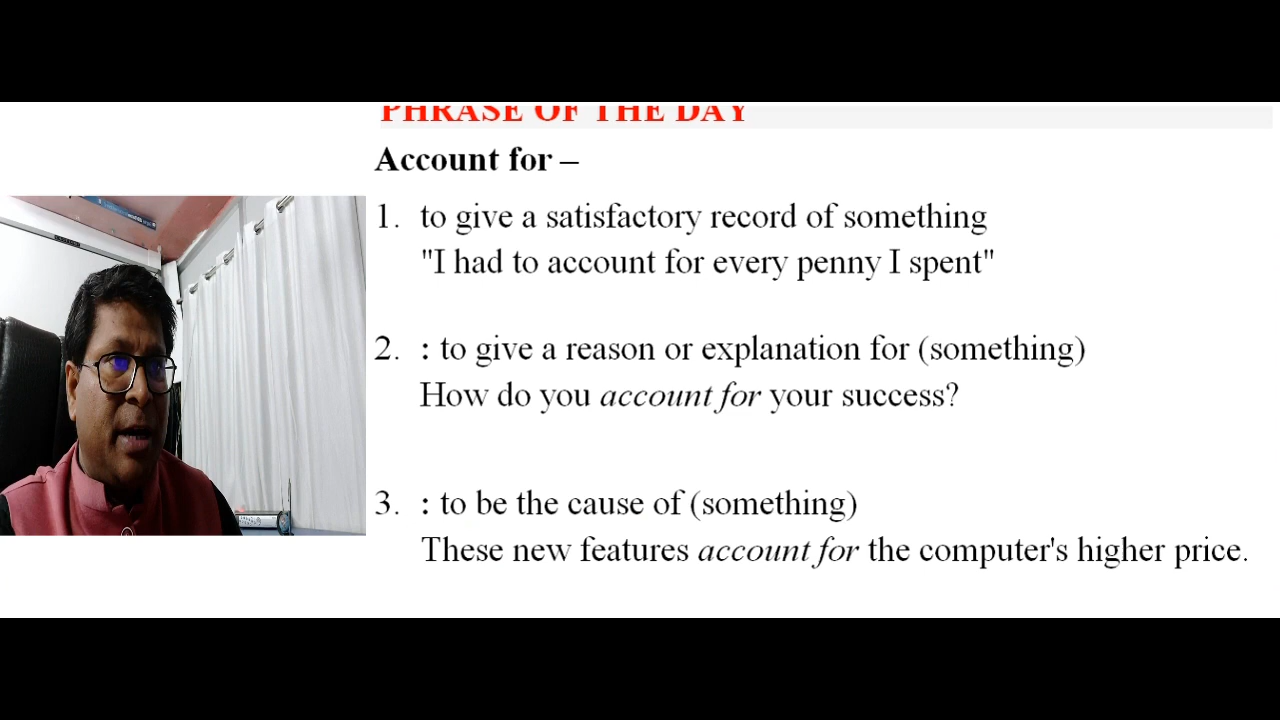 PHRASE OF THE DAY
Account for –
1. to give a satisfactory record of something
"I had to account for every penny I spent"
2. : to give a reason or explanation for (something)
How do you account for your success?
3. : to be the cause of (something)
These new features account for the computer's higher price.